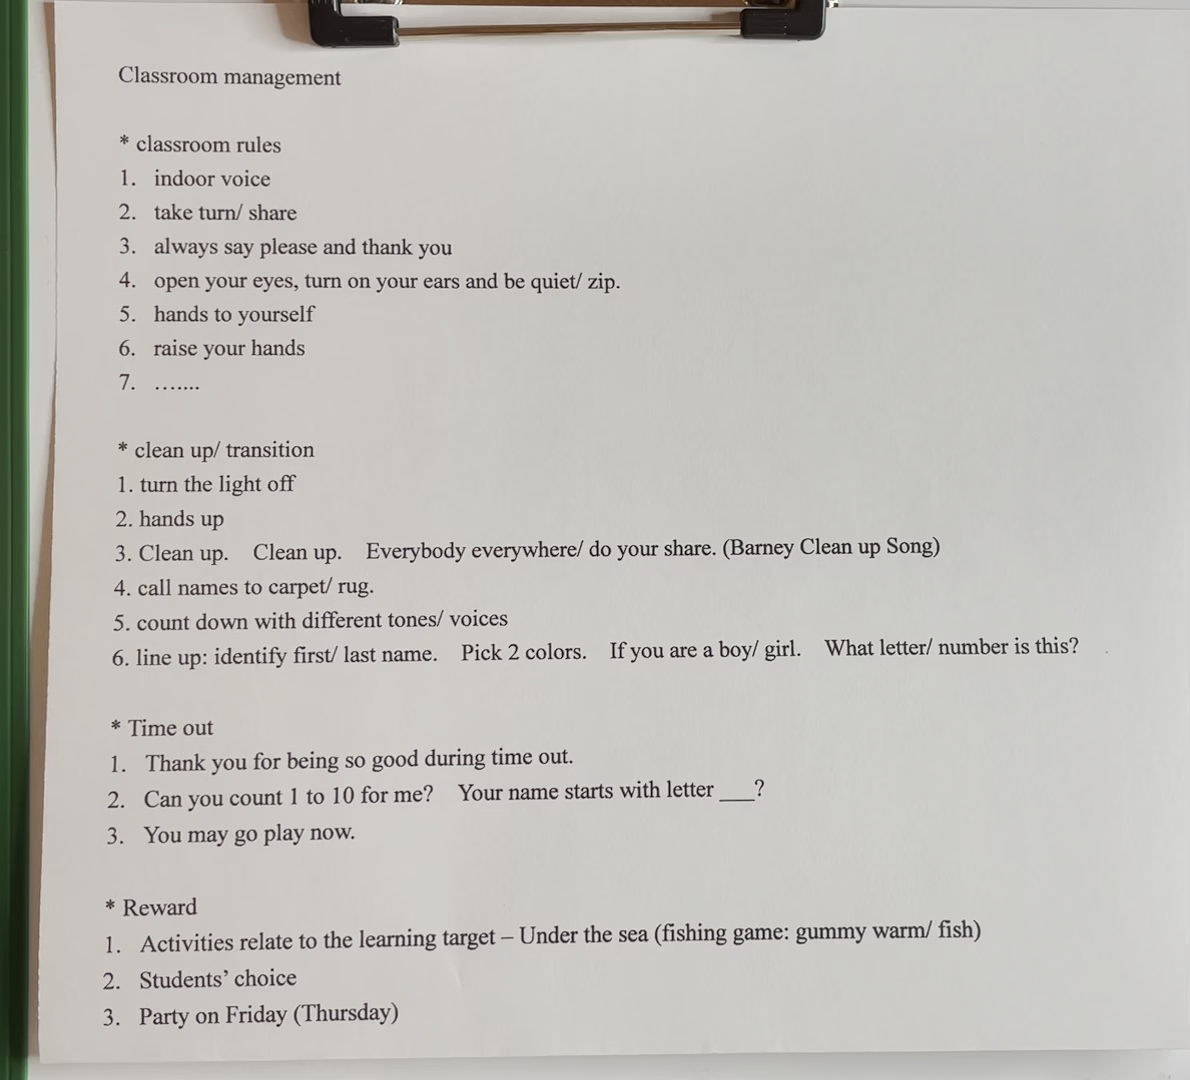 Classroom management
* classroom rules
1. indoor voice
2. take turn/ share
3. always say please and thank you
4. open your eyes, turn on your ears and be quiet/ zip.
5. hands to yourself
6. raise your hands
7. .......
* clean up/ transition
1. turn the light off
2. hands up
3. Clean up. Clean up. Everybody everywhere/ do your share. (Barney Clean up Song)
4. call names to carpet/ rug.
5. count down with different tones/ voices
6. line up: identify first/ last name. Pick 2 colors. If you are a boy/ girl. What letter/ number is this?
* Time out
1. Thank you for being so good during time out.
2. Can you count 1 to 10 for me? Your name starts with letter ___?
3. You may go play now.
* Reward
1. Activities relate to the learning target – Under the sea (fishing game: gummy warm/ fish)
2. Students’ choice
3. Party on Friday (Thursday)